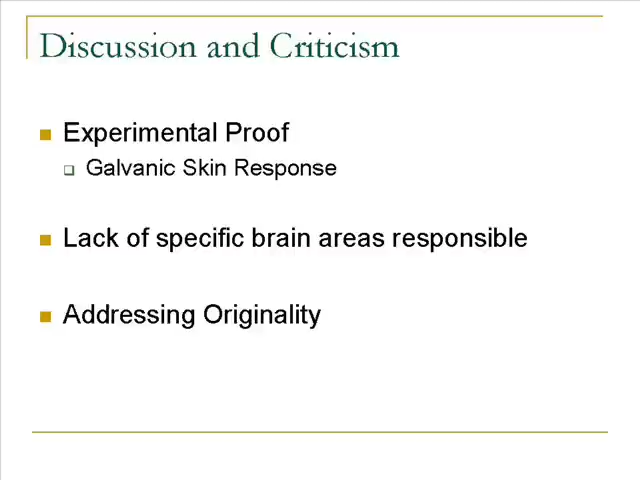 Discussion and Criticism
Experimental Proof
Galvanic Skin Response
Lack of specific brain areas responsible
Addressing Originality